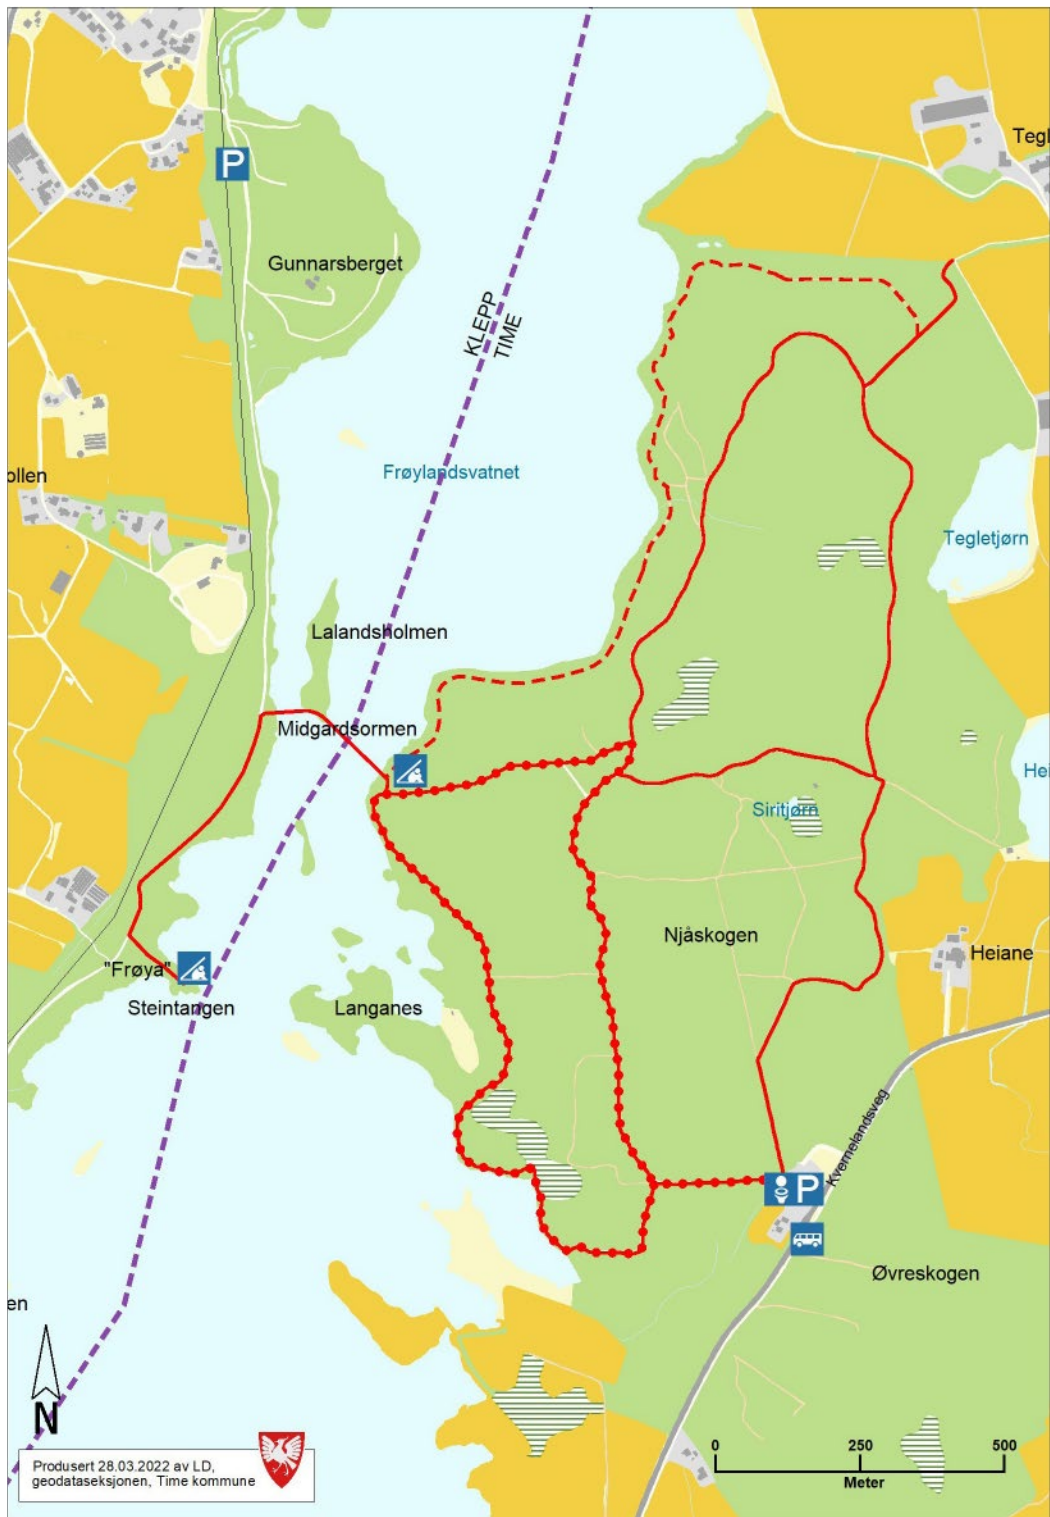 P
Tegl
Gunnarsberget
KLEPP
TIME
ollen
Frøylandsvatnet
Tegletjørn
Lalandsholmen
Midgardsormen
Hei
Siritjørn
Njåskogen
Heiane
"Frøya"
Steintangen
Langanes
Kvernelandsveg
P
Øvreskogen
en
N
Produsert 28.03.2022 av LD,
geodataseksjonen, Time kommune
0 250 500
Meter